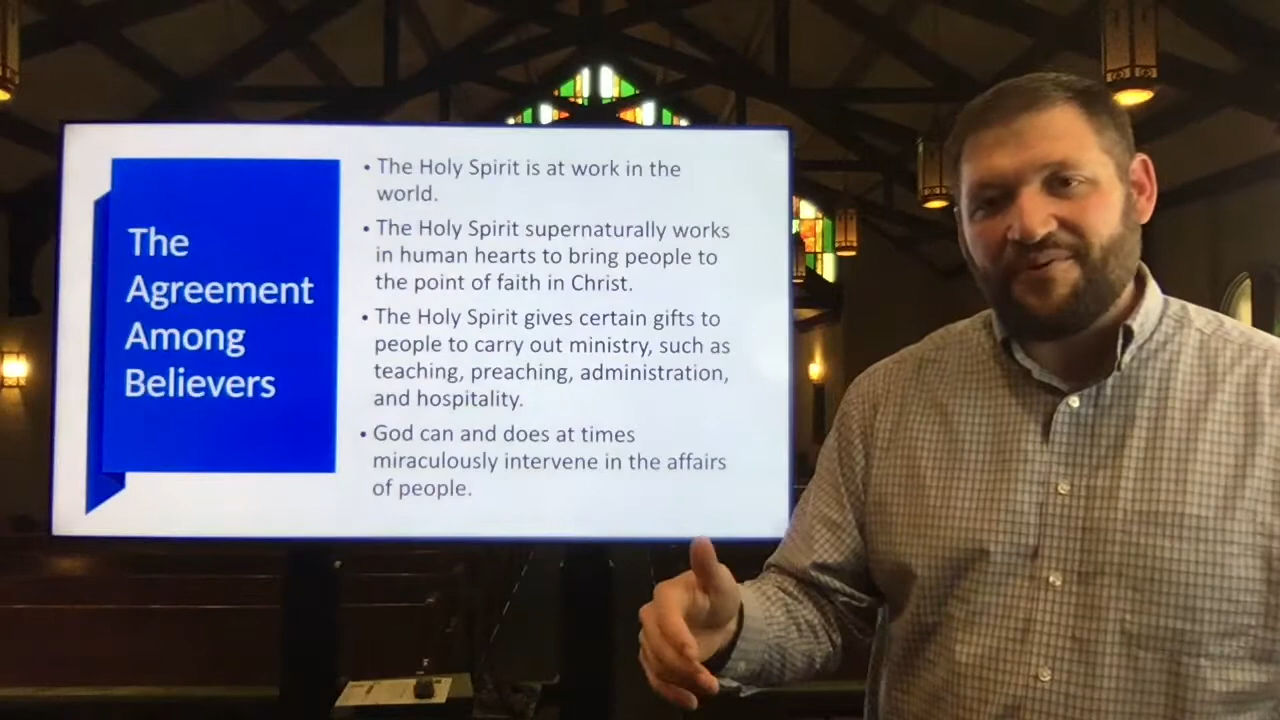 The
Agreement
Among
Believers
• The Holy Spirit is at work in the
world.
• The Holy Spirit supernaturally works
in human hearts to bring people to
the point of faith in Christ.
• The Holy Spirit gives certain gifts to
people to carry out ministry, such as
teaching, preaching, administration,
and hospitality.
• God can and does at times
miraculously intervene in the affairs
of people.